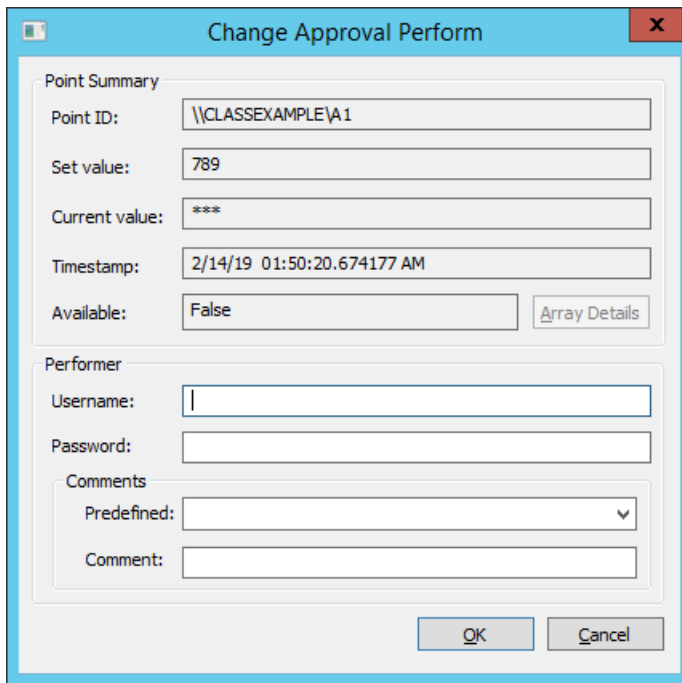 Change Approval Perform
x
Point Summary
Point ID: \\CLASSEXAMPLE\A1
Set value: 789
Current value: ***
Timestamp: 2/14/19 01:50:20.674177 AM
Available: False Array Details
Performer
Username:
Password:
Comments
Predefined:
Comment:
OK Cancel